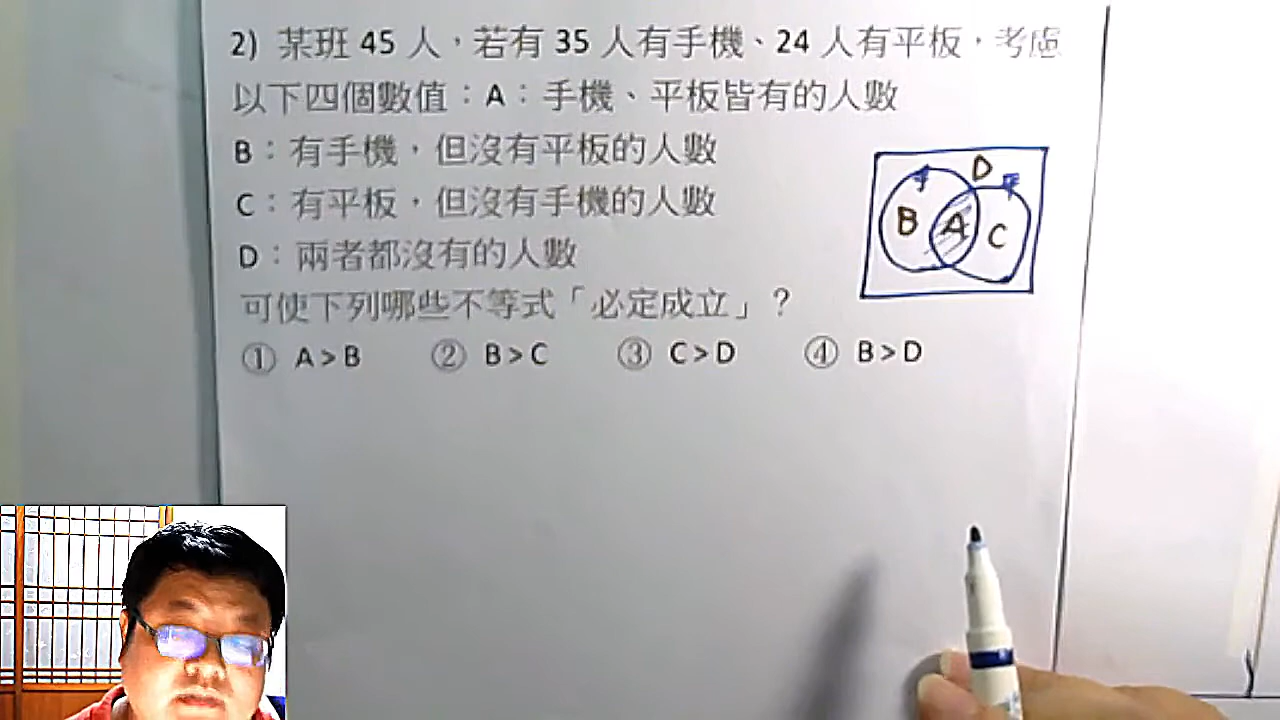 2) 某班 45 人，若有 35 人有手機、24 人有平板，考慮
以下四個數值：A：手機、平板皆有的人數
B：有手機，但沒有平板的人數
C：有平板，但沒有手機的人數
D：兩者都沒有的人數
可使下列哪些不等式「必定成立」？
① A > B ② B > C ③ C > D ④ B > D
D
手 平
B A C